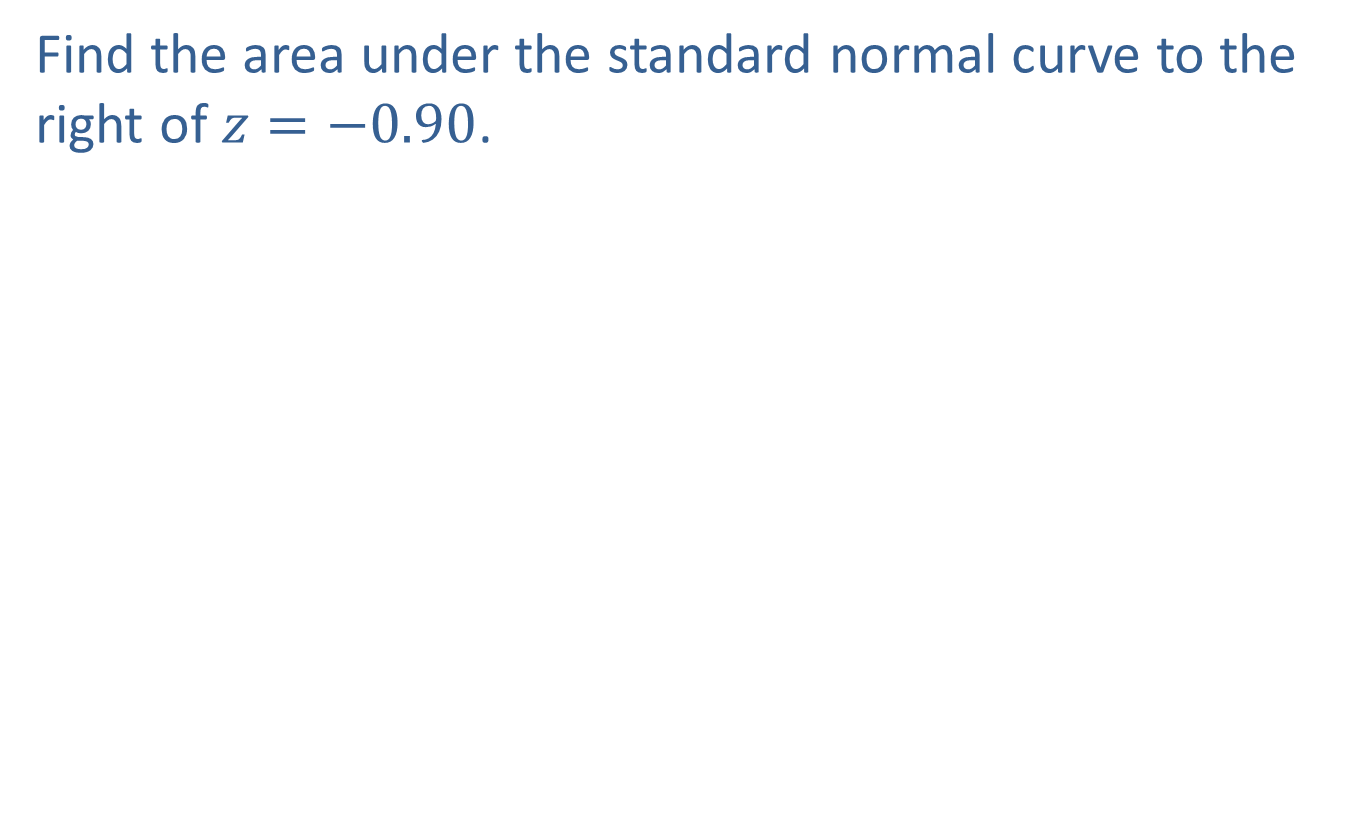 Find the area under the standard normal curve to the
right of 𝑧 = −0.90.